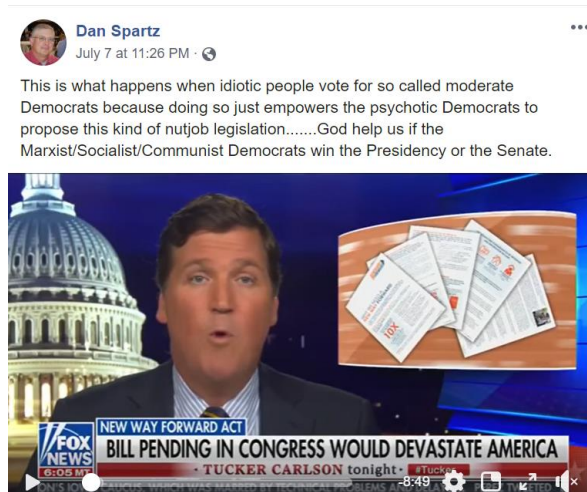 Dan Spartz
July 7 at 11:26 PM ·
This is what happens when idiotic people vote for so called moderate
Democrats because doing so just empowers the psychotic Democrats to
propose this kind of nutjob legislation.......God help us if the
Marxist/Socialist/Communist Democrats win the Presidency or the Senate.
10X
NEW WAY FORWARD ACT
FOX
NEWS
BILL PENDING IN CONGRESS WOULD DEVASTATE AMERICA
6:05 MT
· TUCKER CARLSON tonight · #Tucke
-8:49